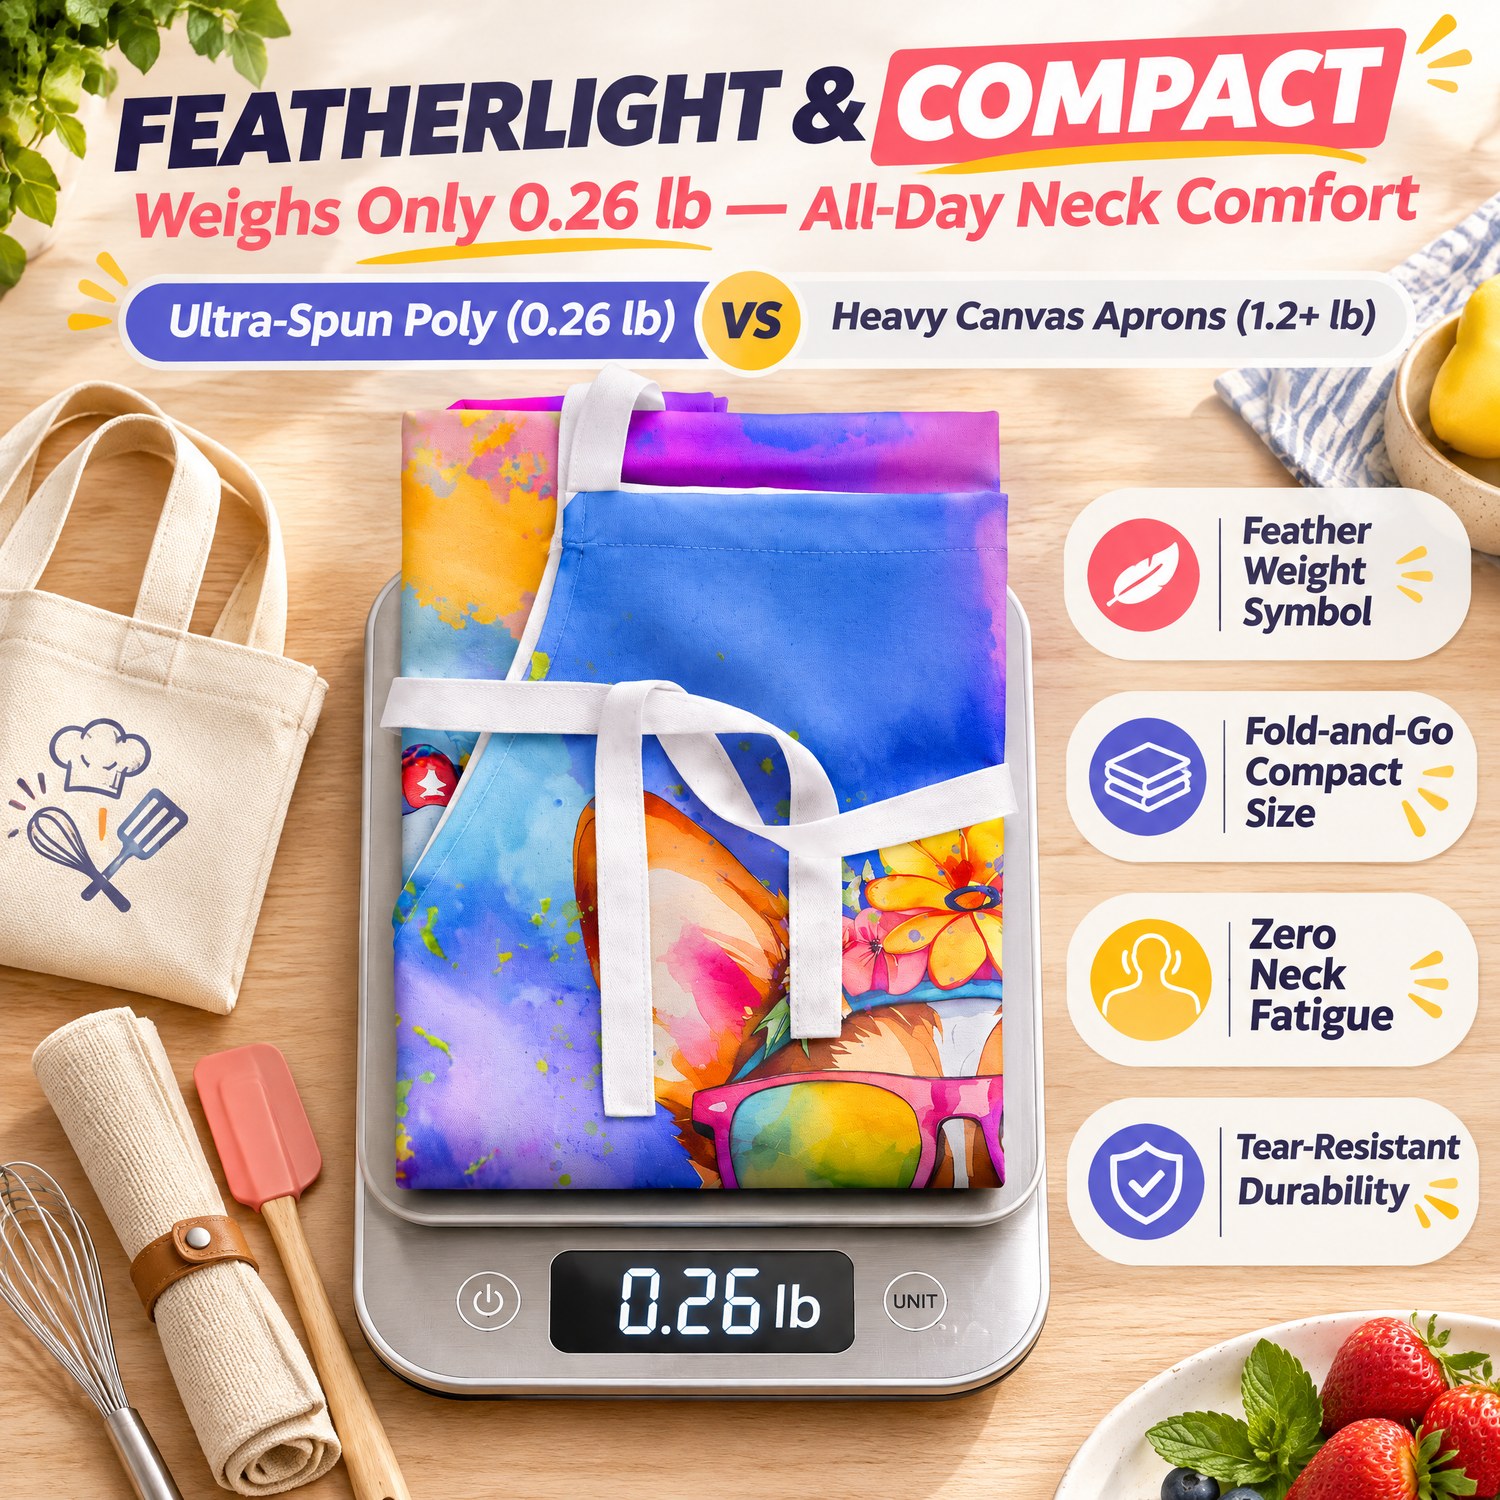 FEATHERLIGHT & COMPACT
Weighs Only 0.26 lb — All-Day Neck Comfort
Ultra-Spun Poly (0.26 lb) VS Heavy Canvas Aprons (1.2+ lb)
Feather
Weight
Symbol
Fold-and-Go
Compact
Size
Zero
Neck
Fatigue
Tear-Resistant
Durability
0.26 lb
UNIT